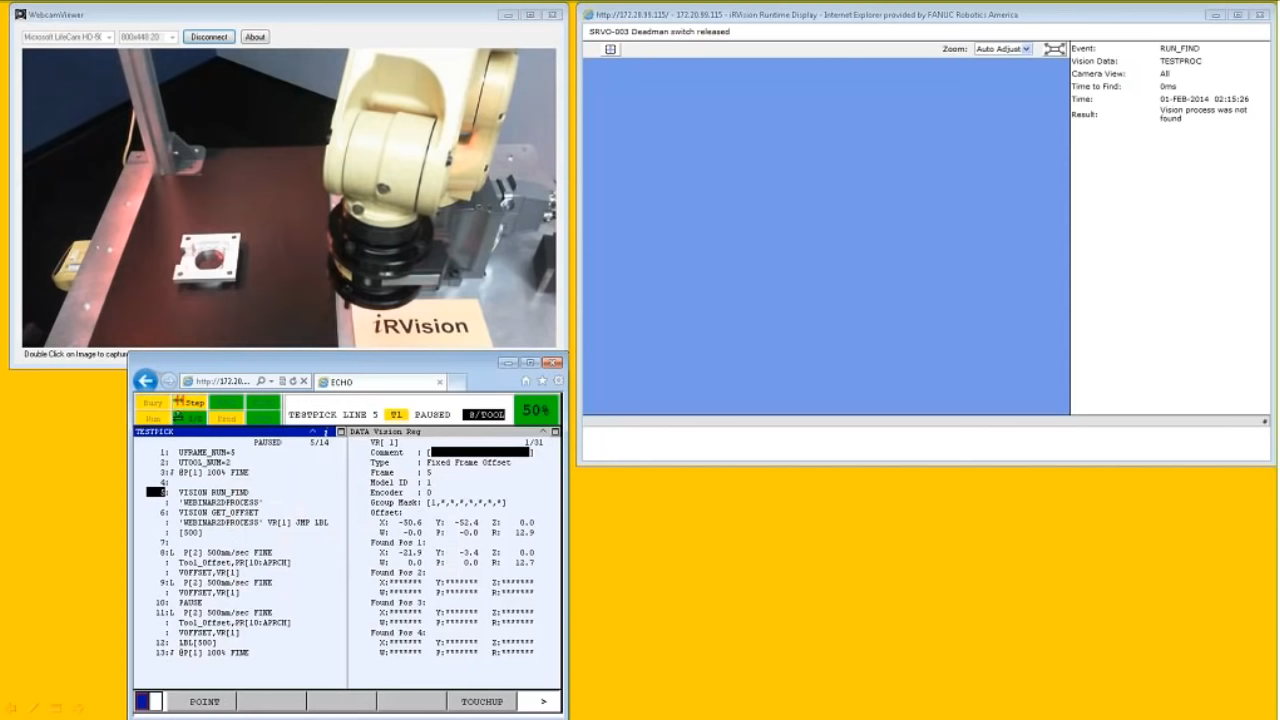 WebcamViewer
Disconnect
About
iRVision
http://172.20.99.115/ - 172.20.99.115 - iRVision Runtime Display - Internet Explorer provided by FANUC Robotics America
SRVO-003 Deadman switch released
Zoom: Auto Adjust
Event: RUN_FIND
Vision Data: TESTPROC
Camera View: All
Time to Find: 0ms
Time: 01-FEB-2014 02:15:26
Result: Vision process was not
found
Double Click on Image to captur
http://172.20...
ECHO
Busy Step
Run I/O Prod
TESTPICK LINE 5 T1 PAUSED TOOL 50%
TESTPICK
PAUSED 5/14
1: UFRAME_NUM=5
2: UTOOL_NUM=2
3:J @P[1] 100% FINE
4:
5: VISION RUN_FIND
: 'WEBINAR2DPROCESS'
6: VISION GET_OFFSET
: 'WEBINAR2DPROCESS' VR[1] JMP LBL
: [500]
7:
8:L P[2] 500mm/sec FINE
: Tool_Offset,PR[10:APRCH]
: VOFFSET,VR[1]
9:L P[2] 500mm/sec FINE
: VOFFSET,VR[1]
10: PAUSE
11:L P[2] 500mm/sec FINE
: Tool_Offset,PR[10:APRCH]
: VOFFSET,VR[1]
12: LBL[500]
13:J @P[1] 100% FINE
DATA Vision Reg
VR[ 1] 1/31
Comment : [ ]
Type : Fixed Frame Offset
Frame : 5
Model ID : 1
Encoder : 0
Group Mask: [1,*,*,*,*,*,*,*]
Offset:
X: -50.6 Y: -52.4 Z: 0.0
W: -0.0 P: -0.0 R: 12.9
Found Pos 1:
X: -21.9 Y: -3.4 Z: 0.0
W: 0.0 P: 0.0 R: 12.7
Found Pos 2:
X:******* Y:******* Z:*******
W:******* P:******* R:*******
Found Pos 3:
X:******* Y:******* Z:*******
W:******* P:******* R:*******
Found Pos 4:
X:******* Y:******* Z:*******
W:******* P:******* R:*******
POINT
TOUCHUP
>